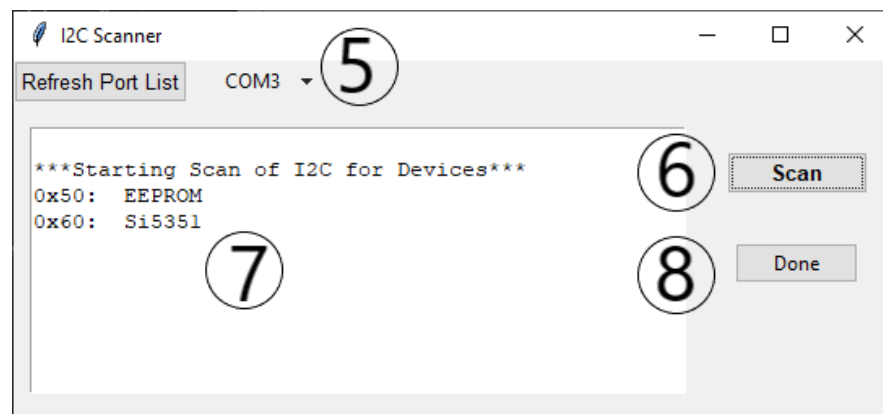 I2C Scanner
Refresh Port List COM3 5
***Starting Scan of I2C for Devices***
6 Scan
0x50: EEPROM
0x60: Si5351
7
8 Done